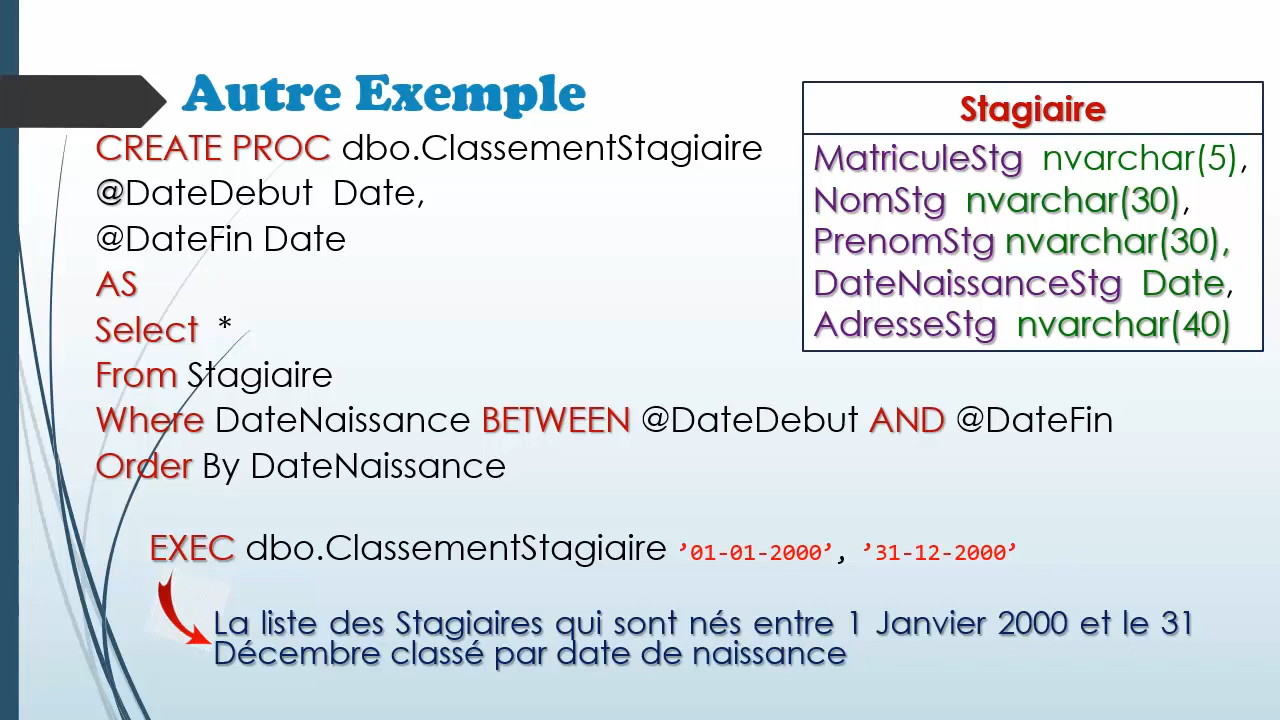 Autre Exemple
CREATE PROC dbo.ClassementStagiaire
@DateDebut Date,
@DateFin Date
AS
Select *
From Stagiaire
Where DateNaissance BETWEEN @DateDebut AND @DateFin
Order By DateNaissance
Stagiaire
MatriculeStg nvarchar(5),
NomStg nvarchar(30),
PrenomStg nvarchar(30),
DateNaissanceStg Date,
AdresseStg nvarchar(40)
EXEC dbo.ClassementStagiaire ’01-01-2000’, ’31-12-2000’
La liste des Stagiaires qui sont nés entre 1 Janvier 2000 et le 31
Décembre classé par date de naissance